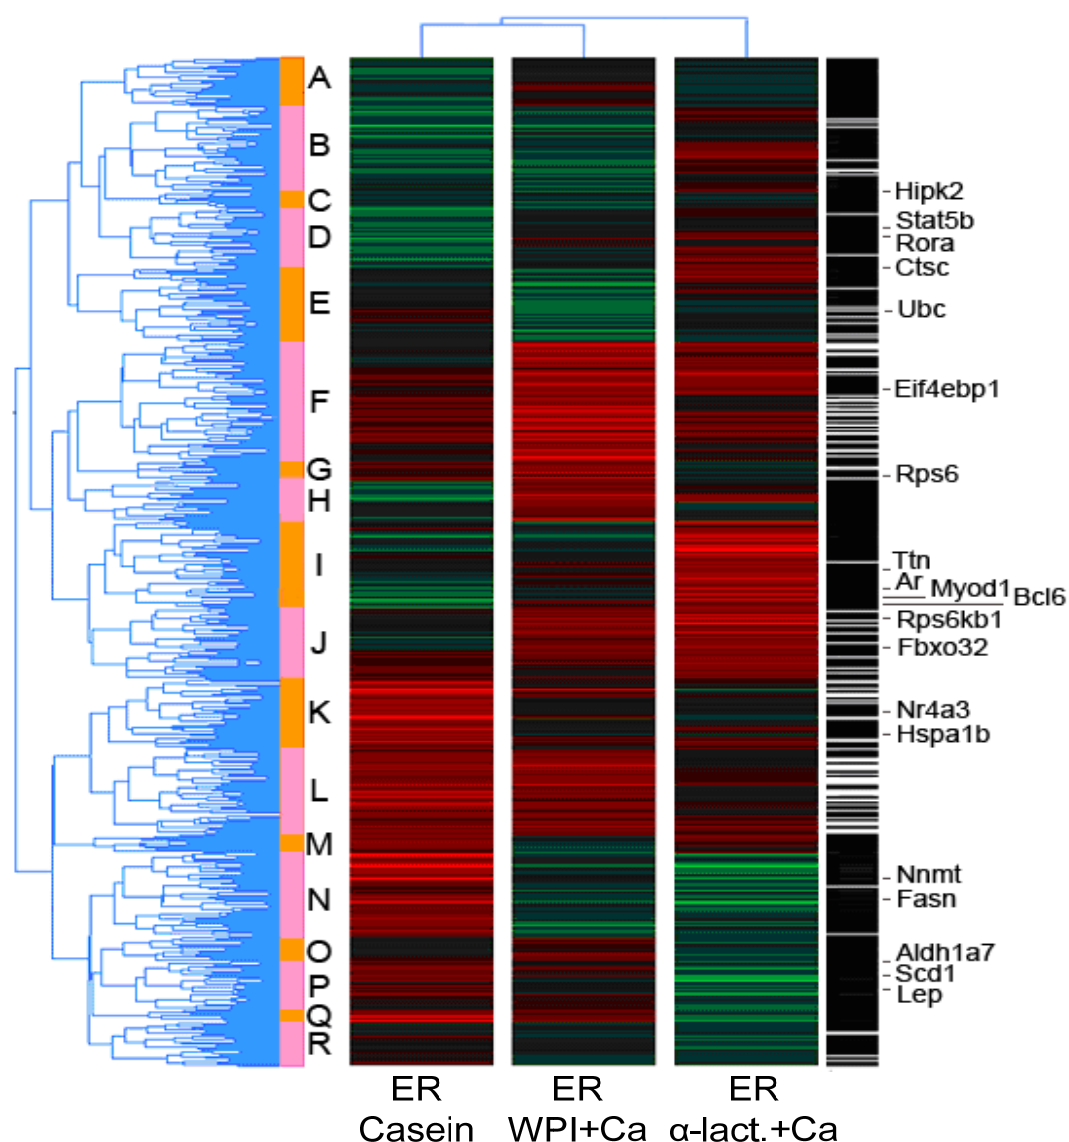 A
B
C
D
E
F
G
H
I
J
K
L
M
N
O
P
Q
R
Hipk2
Stat5b
Rora
Ctsc
Ubc
Eif4ebp1
Rps6
Ttn
Ar Myod1 Bcl6
Rps6kb1
Fbxo32
Nr4a3
Hspa1b
Nnmt
Fasn
Aldh1a7
Scd1
Lep
ER ER ER
Casein WPI+Ca α-lact.+Ca